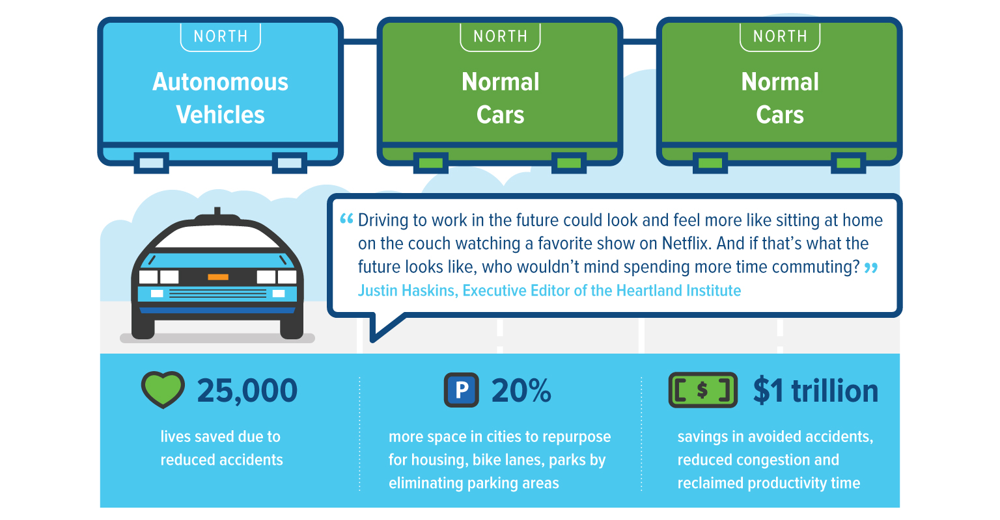 NORTH
Autonomous
Vehicles
NORTH
Normal
Cars
NORTH
Normal
Cars
“ Driving to work in the future could look and feel more like sitting at home
on the couch watching a favorite show on Netflix. And if that’s what the
future looks like, who wouldn’t mind spending more time commuting? ”
Justin Haskins, Executive Editor of the Heartland Institute
25,000
lives saved due to
reduced accidents
P 20%
more space in cities to repurpose
for housing, bike lanes, parks by
eliminating parking areas
$ $1 trillion
savings in avoided accidents,
reduced congestion and
reclaimed productivity time